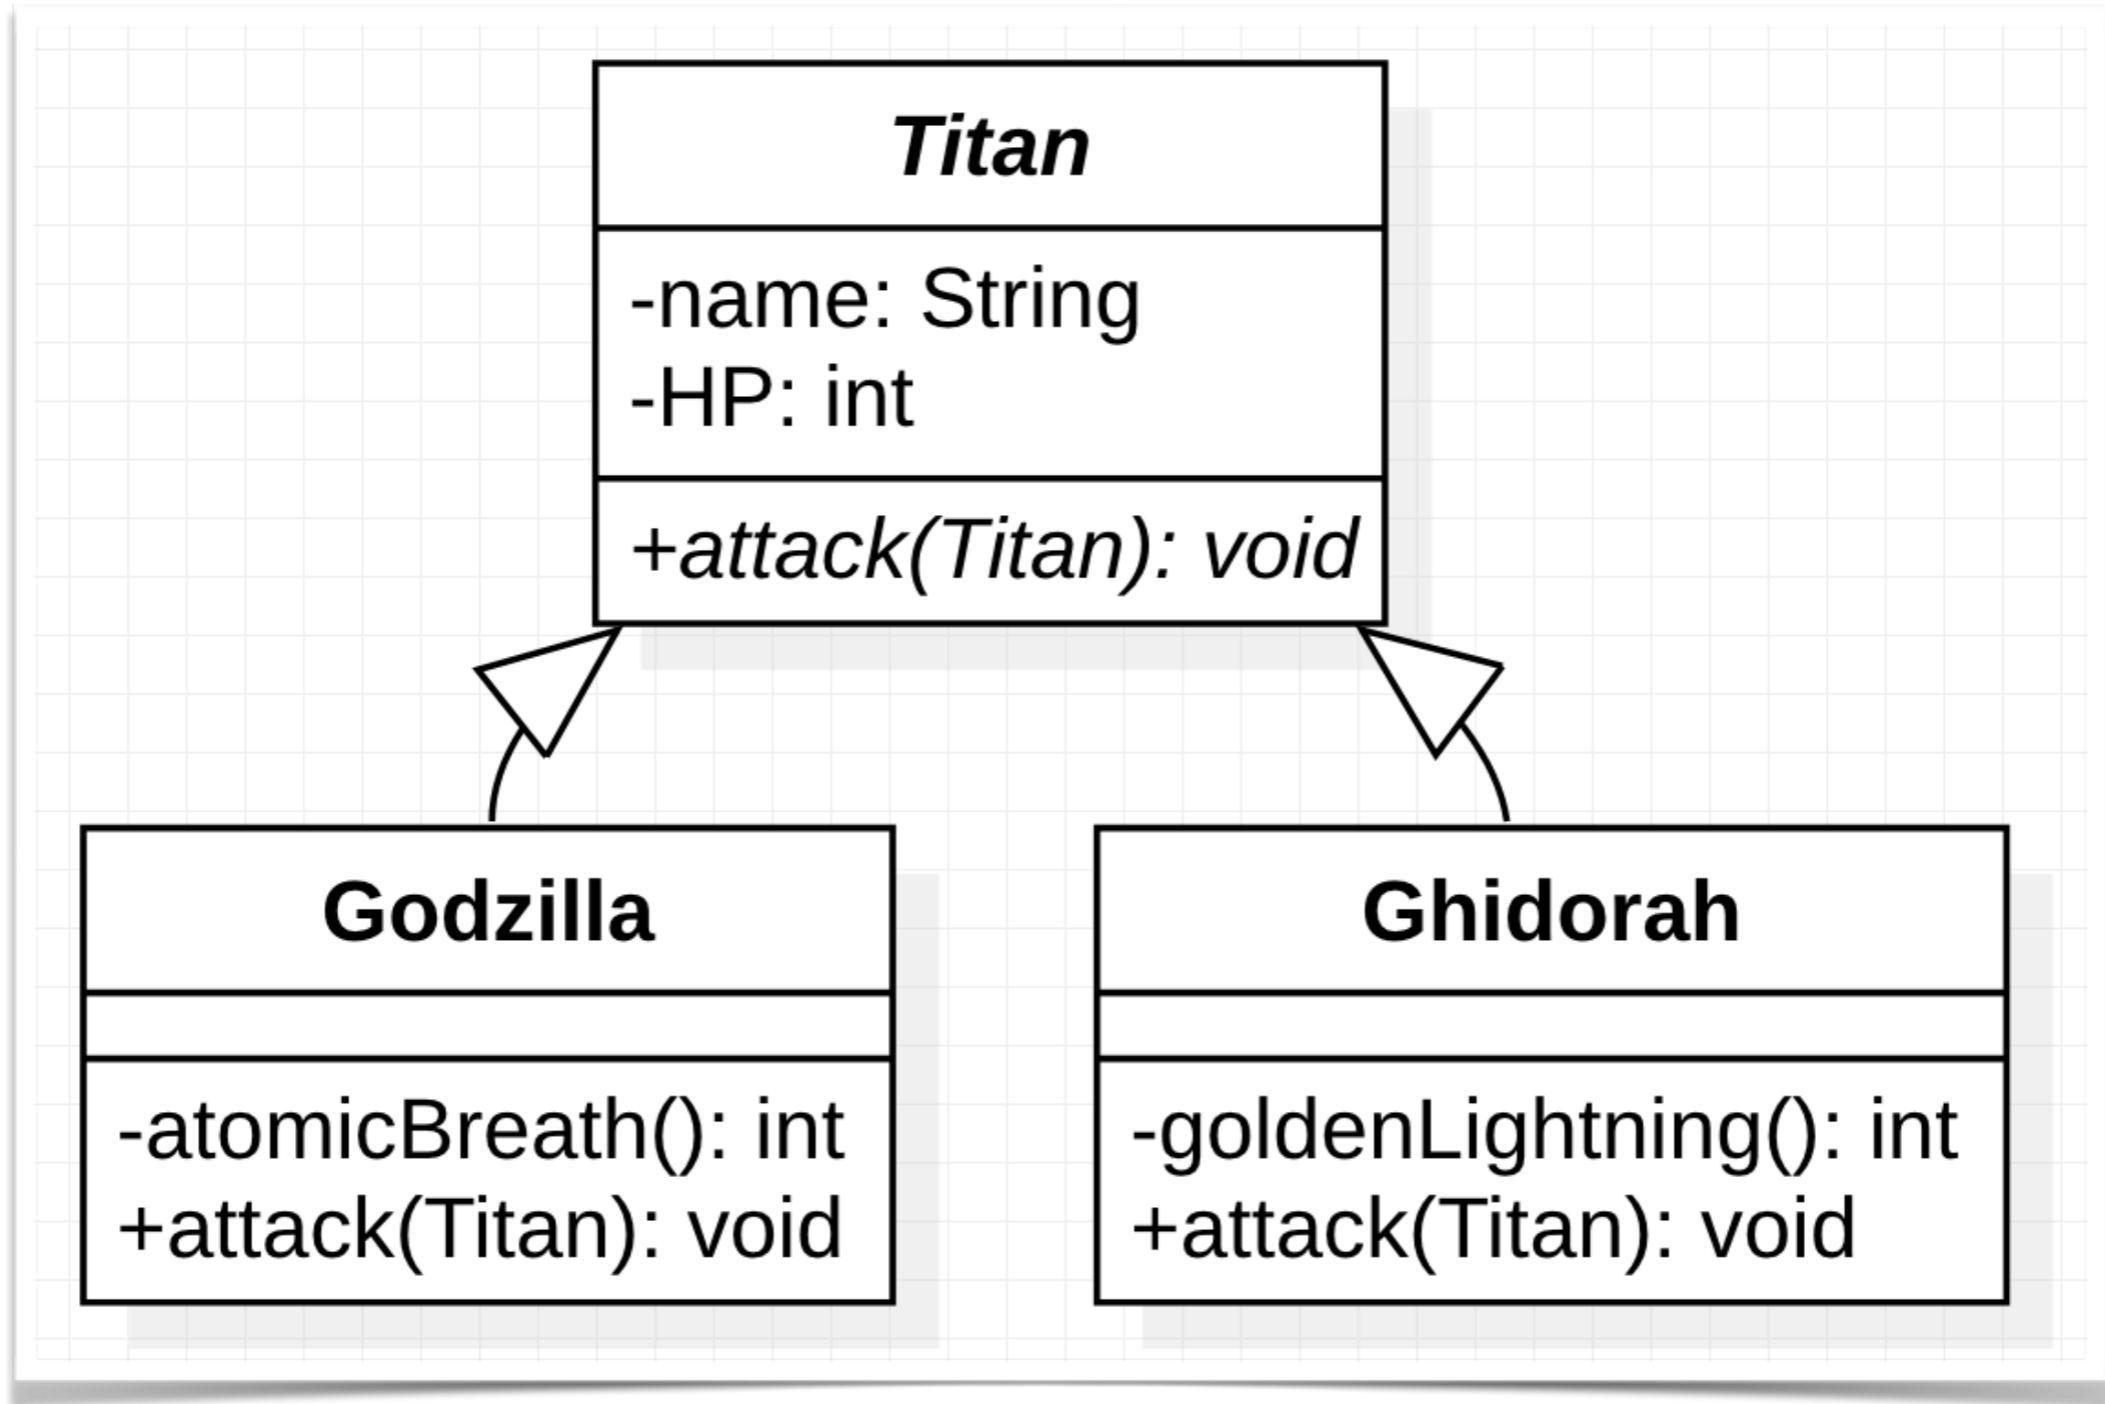 Titan
-name: String
-HP: int
+attack(Titan): void
Godzilla
-atomicBreath(): int
+attack(Titan): void
Ghidorah
-goldenLightning(): int
+attack(Titan): void